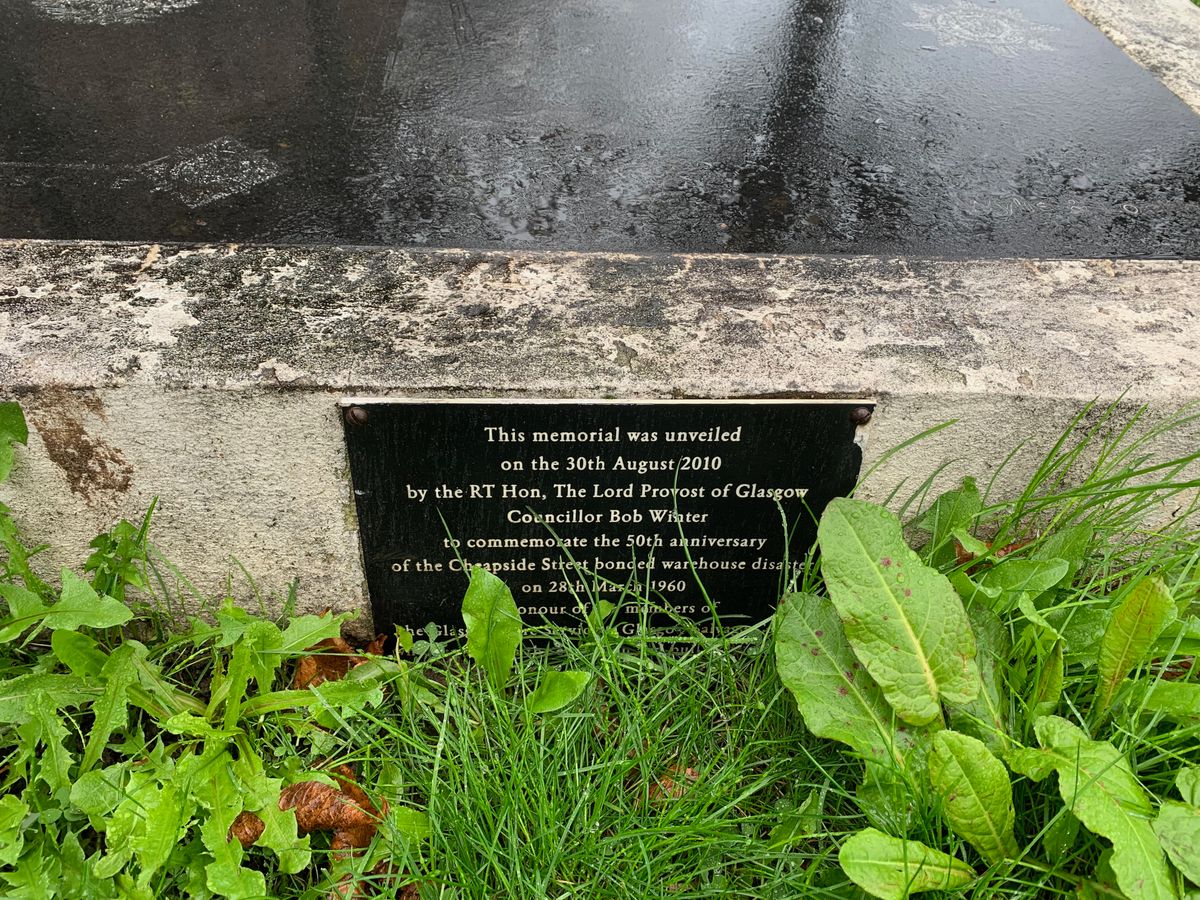 This memorial was unveiled
on the 30th August 2010
by the RT Hon, The Lord Provost of Glasgow
Councillor Bob Winter
to commemorate the 50th anniversary
of the Cheapside Street bonded warehouse disaster
on 28th March 1960
honour of members of